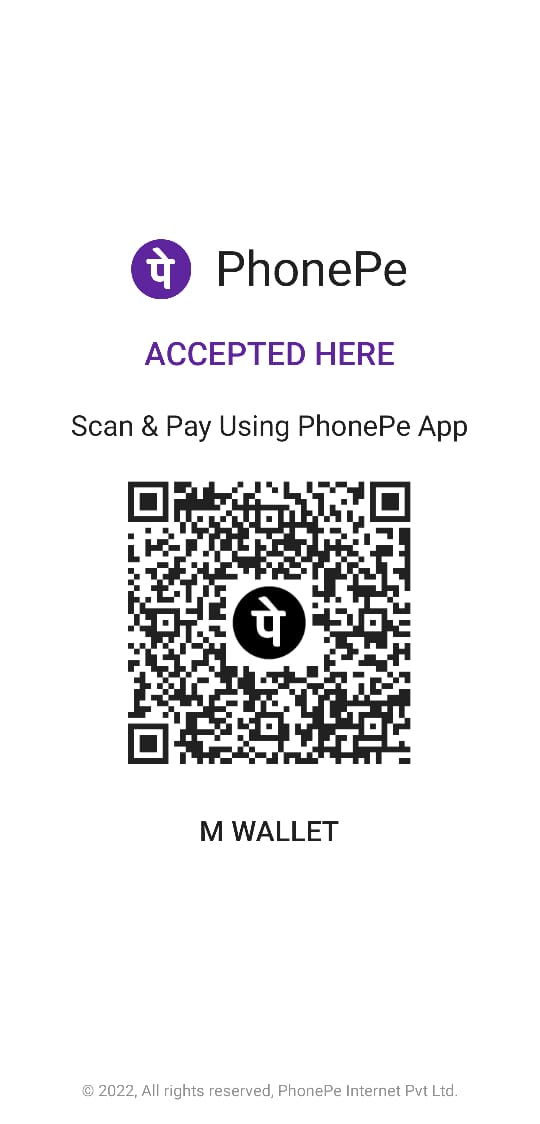 पे PhonePe
ACCEPTED HERE
Scan & Pay Using PhonePe App
पे
M WALLET
© 2022, All rights reserved, PhonePe Internet Pvt Ltd.